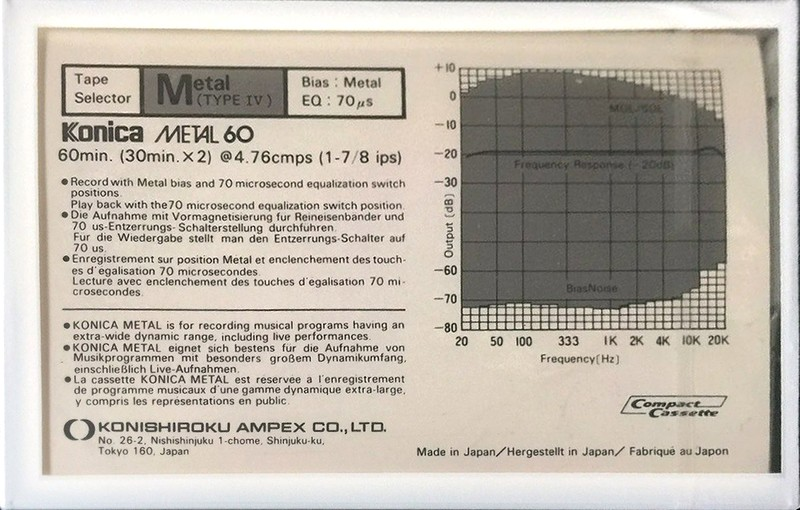 Tape Selector
Metal (TYPE IV)
Bias : Metal
EQ : 70μs
Konica METAL 60
60min. (30min.×2) @4.76cmps (1-7/8 ips)
●Record with Metal bias and 70 microsecond equalization switch
positions.
Play back with the70 microsecond equalization switch position.
●Die Aufnahme mit Vormagnetisierung fur Reineisenbander und
70 us-Entzerrungs-Schalterstellung durchführen.
Für die Wiedergabe stellt man den Entzerrungs-Schalter auf
70 us.
●Enregistrement sur position Metal et enclenchement des touch-
es d'égalisation 70 microsecondes.
Lecture avec enclenchement des touches d'egalisation 70 mi-
crosecondes.
●KONICA METAL is for recording musical programs having an
extra-wide dynamic range, including live performances.
●KONICA METAL eignet sich bestens für die Aufnahme von
Musikprogrammen mit besonders großem Dynamikumfang,
einschließlich Live-Aufnahmen.
●La cassette KONICA METAL est reservée a l'enregistrement
de programme musicaux d'une gamme dynamique extra-large,
y compris les représentations en public.
KONISHIROKU AMPEX CO., LTD.
No. 26-2, Nishishinjuku 1-chome, Shinjuku-ku,
Tokyo 160, Japan
+10
0
-10
-20
-30
-60
-70
-80
Output [dB]
MOL/SOL
Frequency Response (-20dB)
BiasNoise
20 50 100 333 1K 2K 4K 10K 20K
Frequency[Hz]
Compact
Cassette
Made in Japan/Hergestellt in Japan/ Fabriqué au Japon